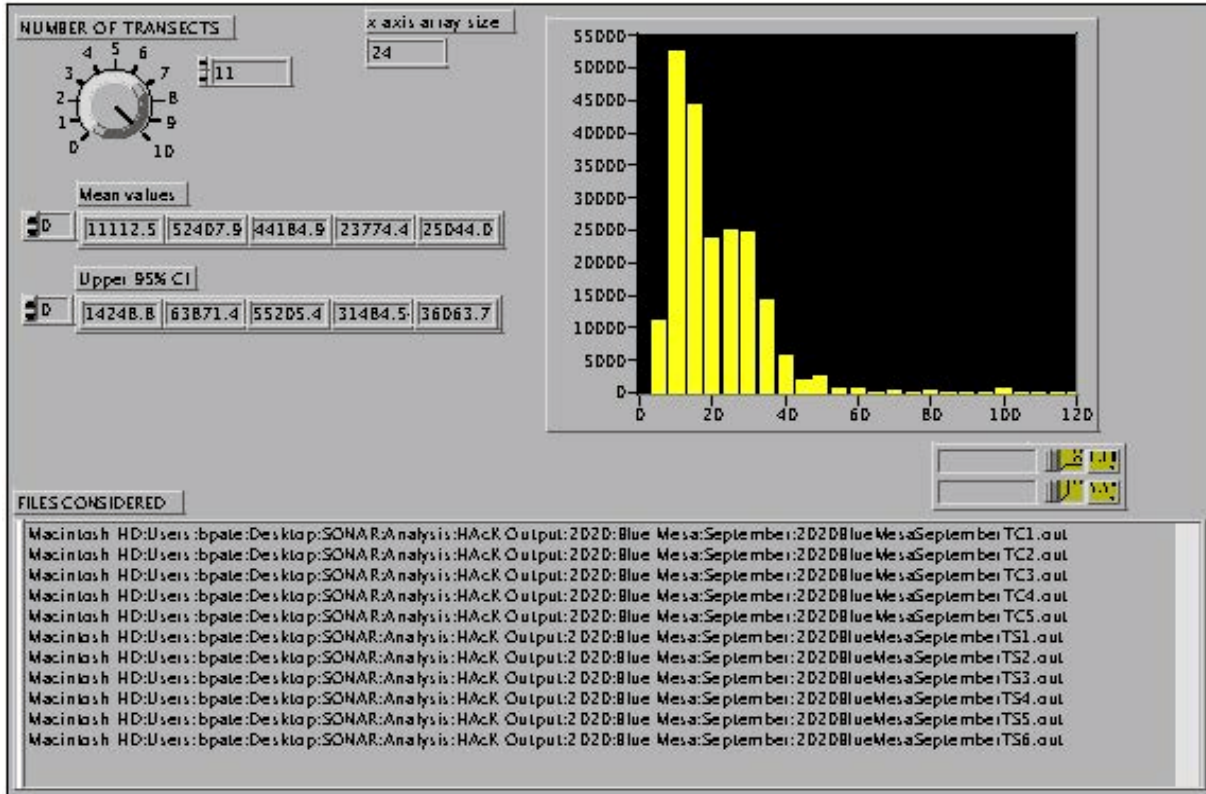 NUMBER OF TRANSECTS
x axis array size
24
11
0 1 2 3 4 5 6 7 8 9 10
Mean values
0 11112.5 52407.9 44184.9 23774.4 25044.0
Upper 95% CI
0 14248.8 63871.4 55205.4 31484.5 36063.7
55000
50000
45000
40000
35000
30000
25000
20000
15000
10000
5000
0
0 20 40 60 80 100 120
FILES CONSIDERED
Macintosh HD:Users:bpate:Desktop:SONAR:Analysis:HAcK Output:2020:Blue Mesa:September:2020BlueMesaSeptemberTC1.out
Macintosh HD:Users:bpate:Desktop:SONAR:Analysis:HAcK Output:2020:Blue Mesa:September:2020BlueMesaSeptemberTC2.out
Macintosh HD:Users:bpate:Desktop:SONAR:Analysis:HAcK Output:2020:Blue Mesa:September:2020BlueMesaSeptemberTC3.out
Macintosh HD:Users:bpate:Desktop:SONAR:Analysis:HAcK Output:2020:Blue Mesa:September:2020BlueMesaSeptemberTC4.out
Macintosh HD:Users:bpate:Desktop:SONAR:Analysis:HAcK Output:2020:Blue Mesa:September:2020BlueMesaSeptemberTC5.out
Macintosh HD:Users:bpate:Desktop:SONAR:Analysis:HAcK Output:2020:Blue Mesa:September:2020BlueMesaSeptemberTS1.out
Macintosh HD:Users:bpate:Desktop:SONAR:Analysis:HAcK Output:2020:Blue Mesa:September:2020BlueMesaSeptemberTS2.out
Macintosh HD:Users:bpate:Desktop:SONAR:Analysis:HAcK Output:2020:Blue Mesa:September:2020BlueMesaSeptemberTS3.out
Macintosh HD:Users:bpate:Desktop:SONAR:Analysis:HAcK Output:2020:Blue Mesa:September:2020BlueMesaSeptemberTS4.out
Macintosh HD:Users:bpate:Desktop:SONAR:Analysis:HAcK Output:2020:Blue Mesa:September:2020BlueMesaSeptemberTS5.out
Macintosh HD:Users:bpate:Desktop:SONAR:Analysis:HAcK Output:2020:Blue Mesa:September:2020BlueMesaSeptemberTS6.out